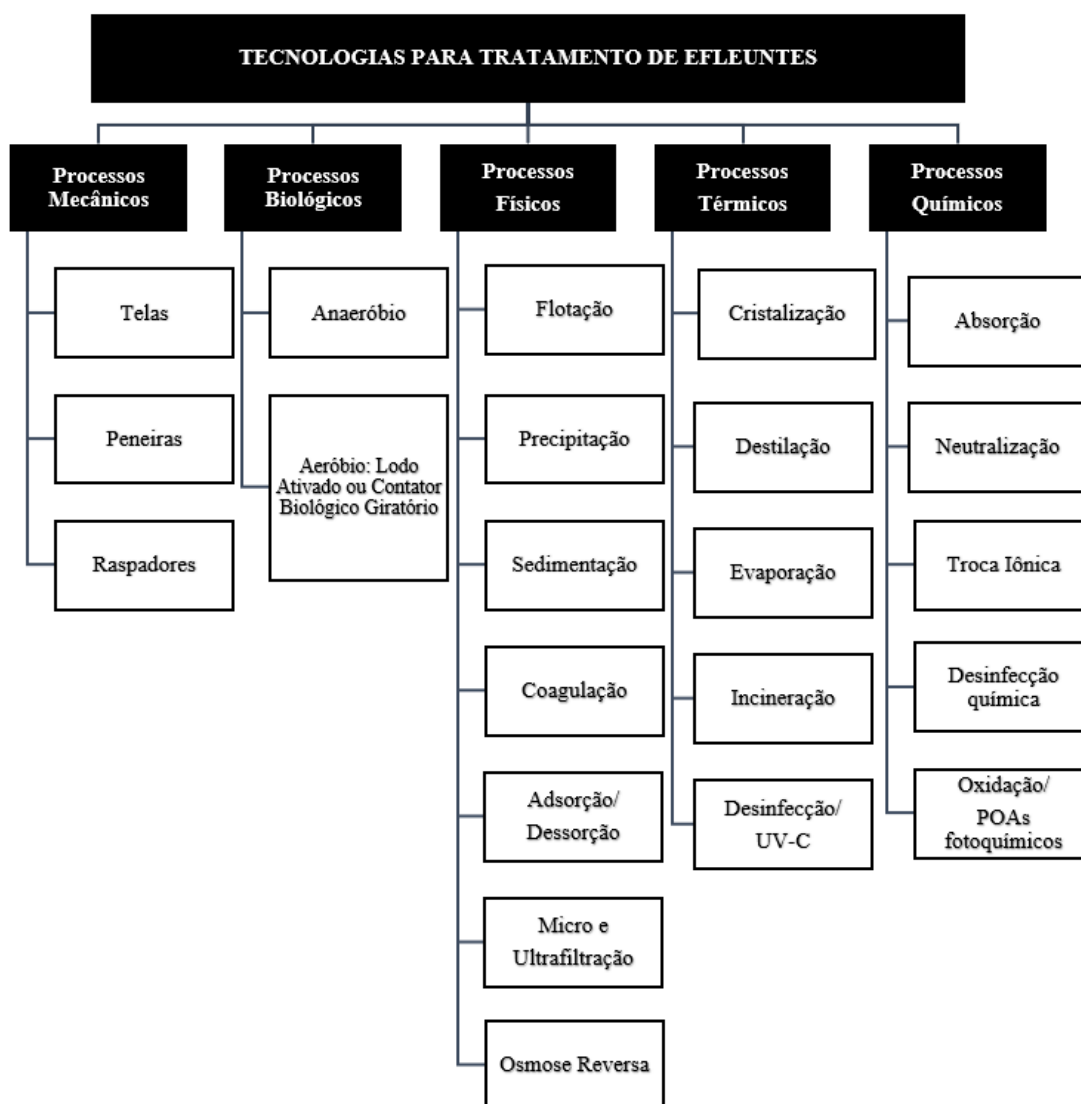 TECNOLOGIAS PARA TRATAMENTO DE EFLEUNTES
Processos
Mecânicos
Telas
Peneiras
Raspadores
Processos
Biológicos
Anaeróbio
Aeróbio: Lodo
Ativado ou Contator
Biológico Giratório
Processos
Físicos
Flotação
Precipitação
Sedimentação
Coagulação
Adsorção/
Dessorção
Micro e
Ultrafiltração
Osmose Reversa
Processos
Térmicos
Cristalização
Destilação
Evaporação
Incineração
Desinfecção/
UV-C
Processos
Químicos
Absorção
Neutralização
Troca Iônica
Desinfecção
química
Oxidação/
POAs
fotoquímicos